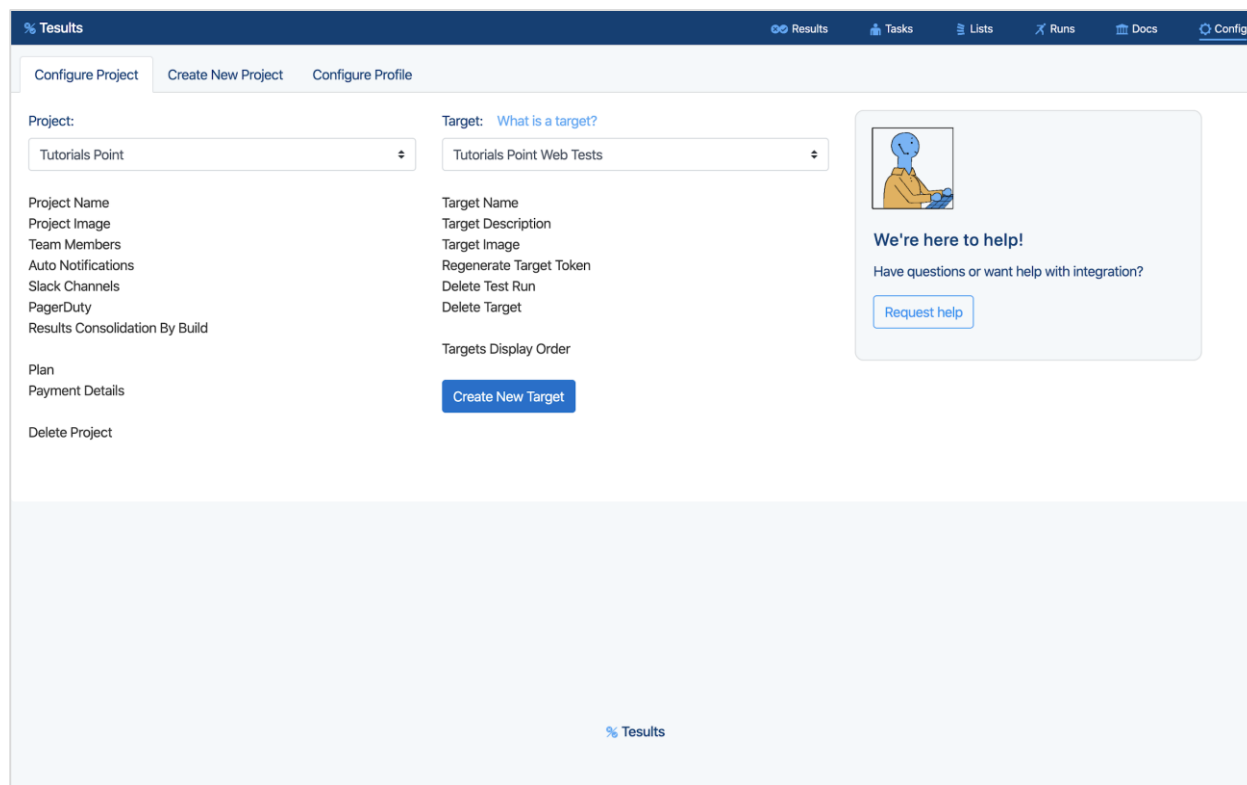 % Tesults
Results
Tasks
Lists
Runs
Docs
Config
Configure Project
Create New Project
Configure Profile
Project:
Tutorials Point
Project Name
Project Image
Team Members
Auto Notifications
Slack Channels
PagerDuty
Results Consolidation By Build
Plan
Payment Details
Delete Project
Target: What is a target?
Tutorials Point Web Tests
Target Name
Target Description
Target Image
Regenerate Target Token
Delete Test Run
Delete Target
Targets Display Order
Create New Target
We're here to help!
Have questions or want help with integration?
Request help
% Tesults